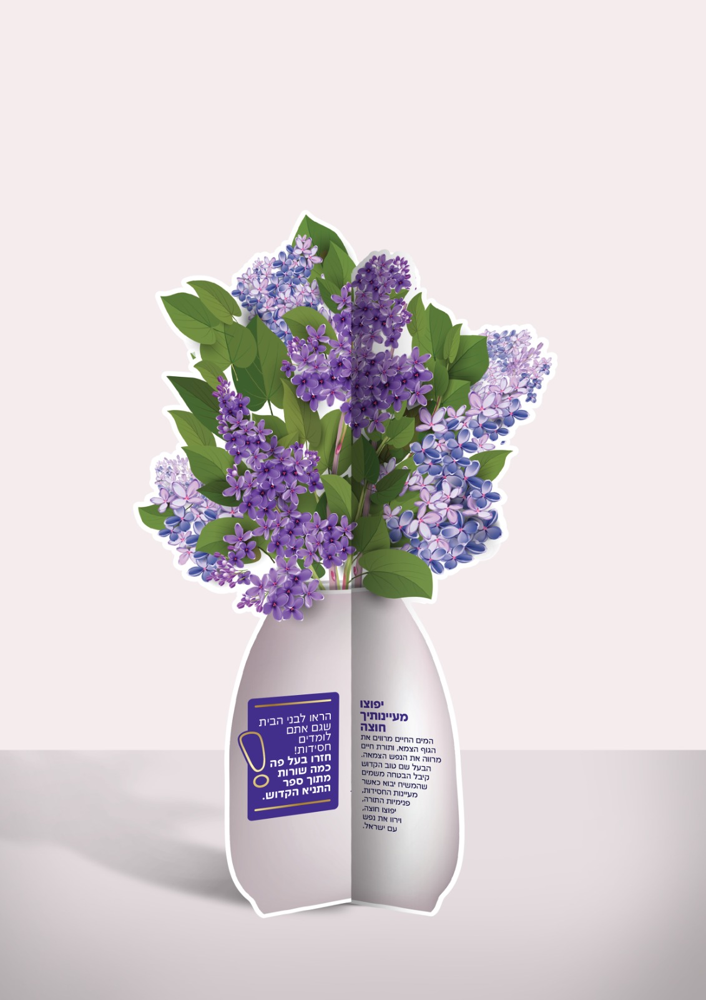 יפוצו
מעיינותיך
חוצה
המים החיים מרווים את
הגוף הצמא, ותורת חיים
מרווה את הנפש הצמאה.
הבעל שם טוב הקדוש
קיבל הבטחה משמים
שהמשיח יבוא כאשר
מעיינות החסידות,
פנימיות התורה,
יפוצו חוצה,
וירוו את נפש
עם ישראל.
הראו לבני הבית
שגם אתם
לומדים
חסידות!
חזרו בעל פה
כמה שורות
מתוך ספר
התניא הקדוש.
!